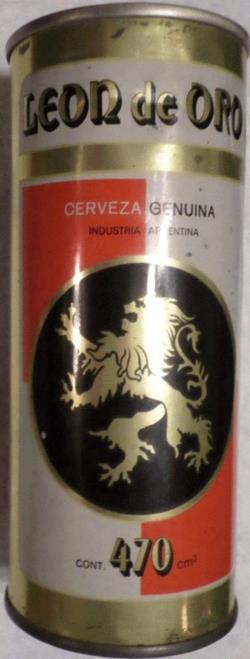 LEON de ORO
CERVEZA GENUINA
INDUSTRIA ARGENTINA
CONT. 470 cm³